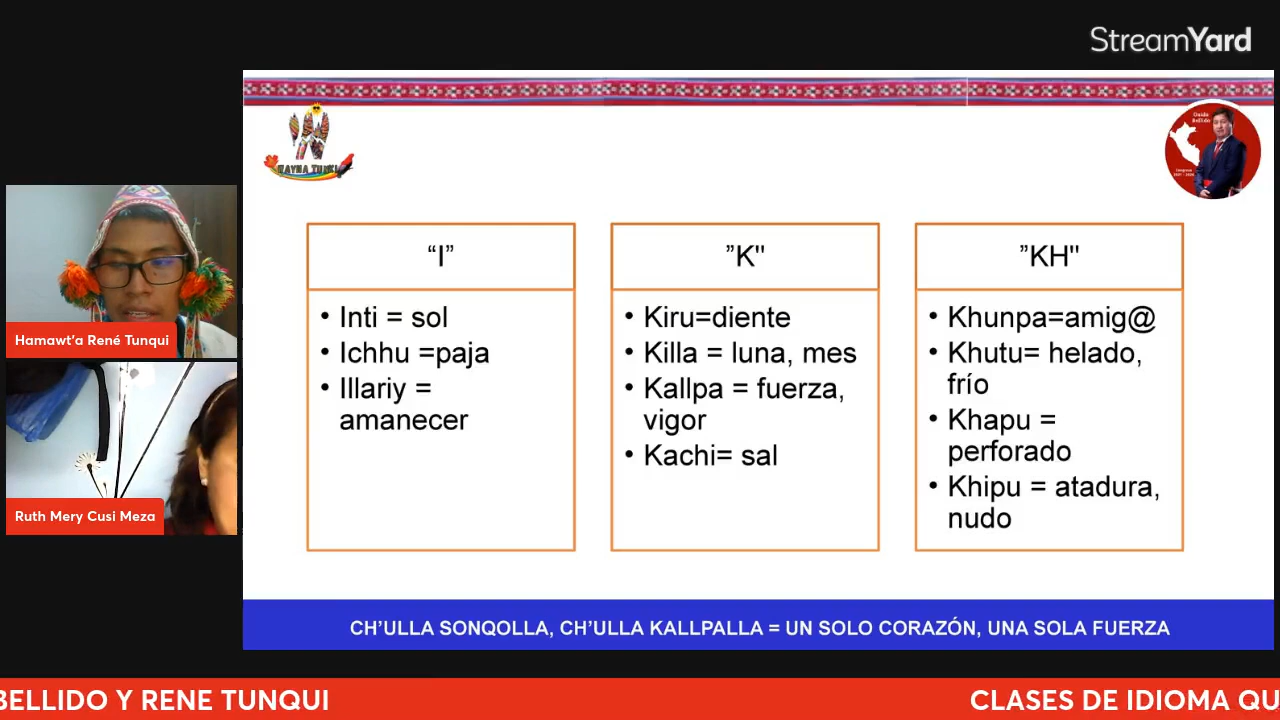 StreamYard
Guido
Bellido
Hamawt'a René Tunqui
Ruth Mery Cusi Meza
“I”
• Inti = sol
• Ichhu =paja
• Illariy =
amanecer
”K"
• Kiru=diente
• Killa = luna, mes
• Kallpa = fuerza,
vigor
• Kachi= sal
”KH"
• Khunpa=amig@
• Khutu= helado,
frío
• Khapu =
perforado
• Khipu = atadura,
nudo
CH’ULLA SONQOLLA, CH’ULLA KALLPALLA = UN SOLO CORAZÓN, UNA SOLA FUERZA
BELLIDO Y RENE TUNQUI
CLASES DE IDIOMA QU